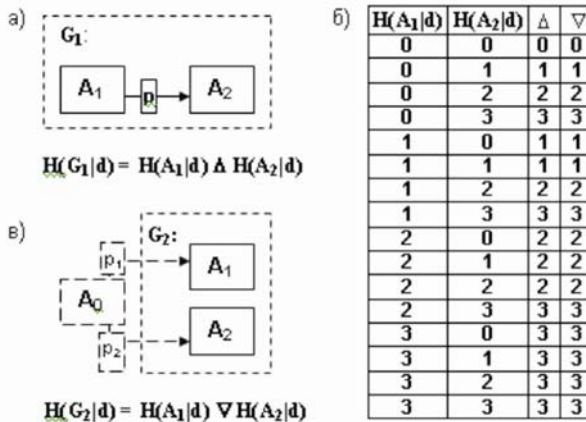 а)
G₁:
A₁ p A₂
H(G₁|d) = H(A₁|d) Δ H(A₂|d)
в)
G₂:
p₁
A₁
A₀
A₂
p₂
H(G₂|d) = H(A₁|d) ∇ H(A₂|d)
б)
H(A₁|d) H(A₂|d) Δ ∇
0 0 0 0
0 1 1 1
0 2 2 2
0 3 3 3
1 0 1 1
1 1 1 1
1 2 2 2
1 3 3 3
2 0 2 2
2 1 2 2
2 2 2 2
2 3 3 3
3 0 3 3
3 1 3 3
3 2 3 3
3 3 3 3